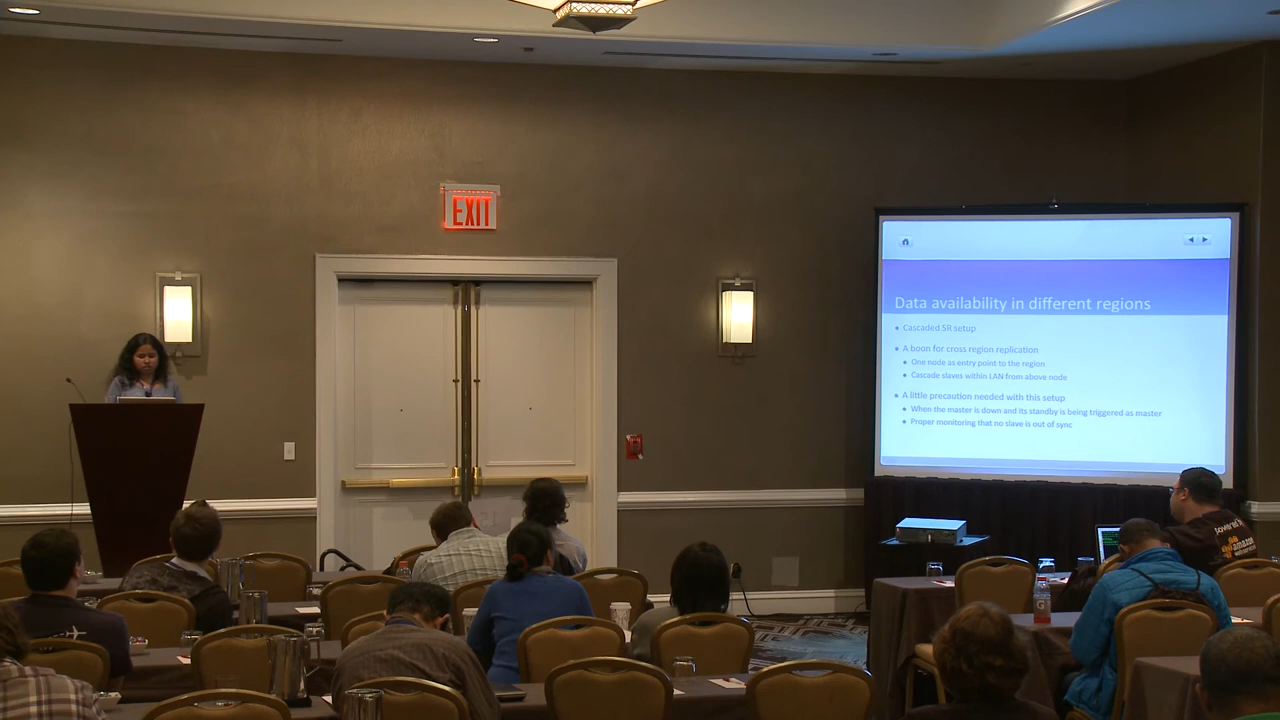 EXIT
Data availability in different regions
Cascaded SR setup
A boon for cross region replication
One node as entry point to the region
Cascade slaves within LAN from above node
A little precaution needed with this setup
When the master is down and its standby is being triggered as master
Proper monitoring that no slave is out of sync
powered by
amazon